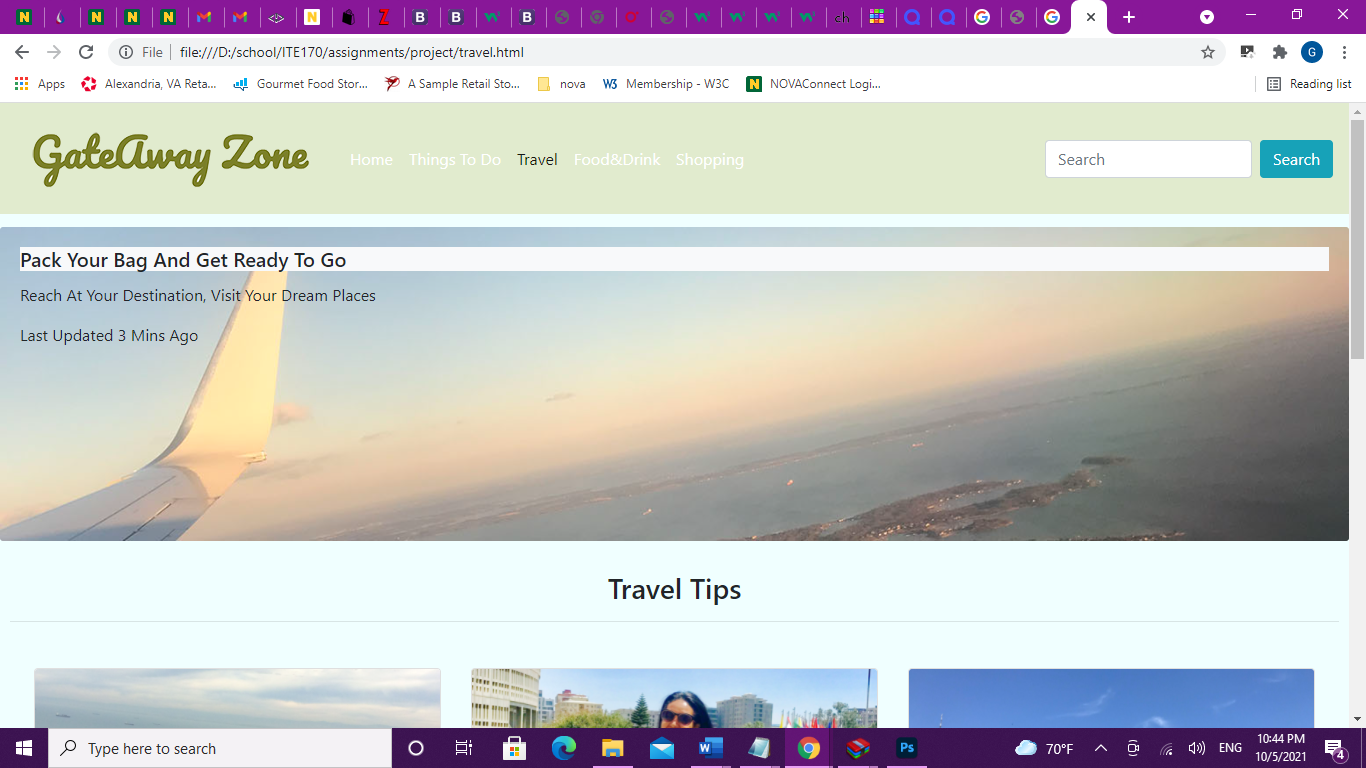 File file:///D:/school/ITE170/assignments/project/travel.html
Apps Alexandria, VA Reta... Gourmet Food Stor... A Sample Retail Sto... nova Membership - W3C NOVAConnect Logi... Reading list
GateAway Zone Home Things To Do Travel Food&Drink Shopping Search Search
Pack Your Bag And Get Ready To Go
Reach At Your Destination, Visit Your Dream Places
Last Updated 3 Mins Ago
Travel Tips
Type here to search 70°F ENG 10:44 PM
10/5/2021 4